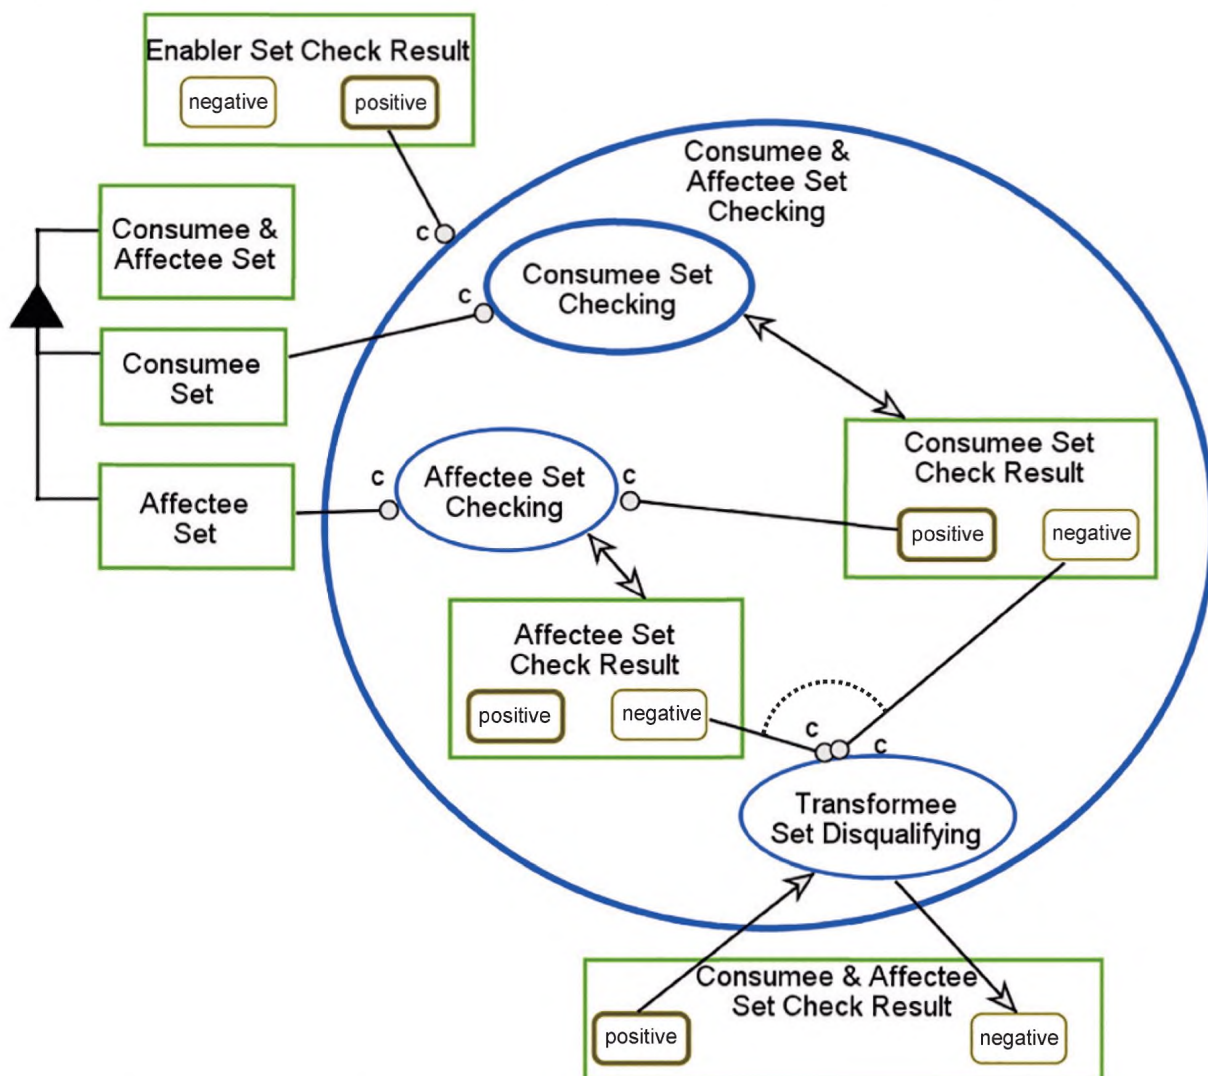 Enabler Set Check Result
negative
positive
Consumee &
Affectee Set
Checking
Consumee &
Affectee Set
c
Consumee Set
Checking
c
Consumee
Set
Consumee Set
Check Result
positive
negative
Affectee Set
Checking
c
c
Affectee
Set
Affectee Set
Check Result
positive
negative
c
c
Transformee
Set Disqualifying
Consumee & Affectee
Set Check Result
positive
negative